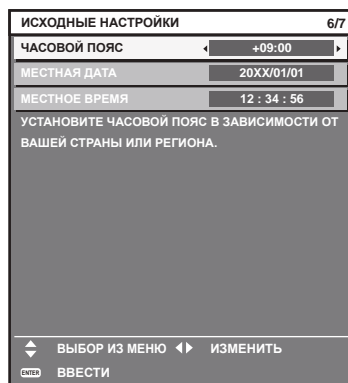 ИСХОДНЫЕ НАСТРОЙКИ 6/7
ЧАСОВОЙ ПОЯС +09:00
МЕСТНАЯ ДАТА 20XX/01/01
МЕСТНОЕ ВРЕМЯ 12 : 34 : 56
УСТАНОВИТЕ ЧАСОВОЙ ПОЯС В ЗАВИСИМОСТИ ОТ
ВАШЕЙ СТРАНЫ ИЛИ РЕГИОНА.
ВЫБОР ИЗ МЕНЮ ИЗМЕНИТЬ
ENTER ВВЕСТИ